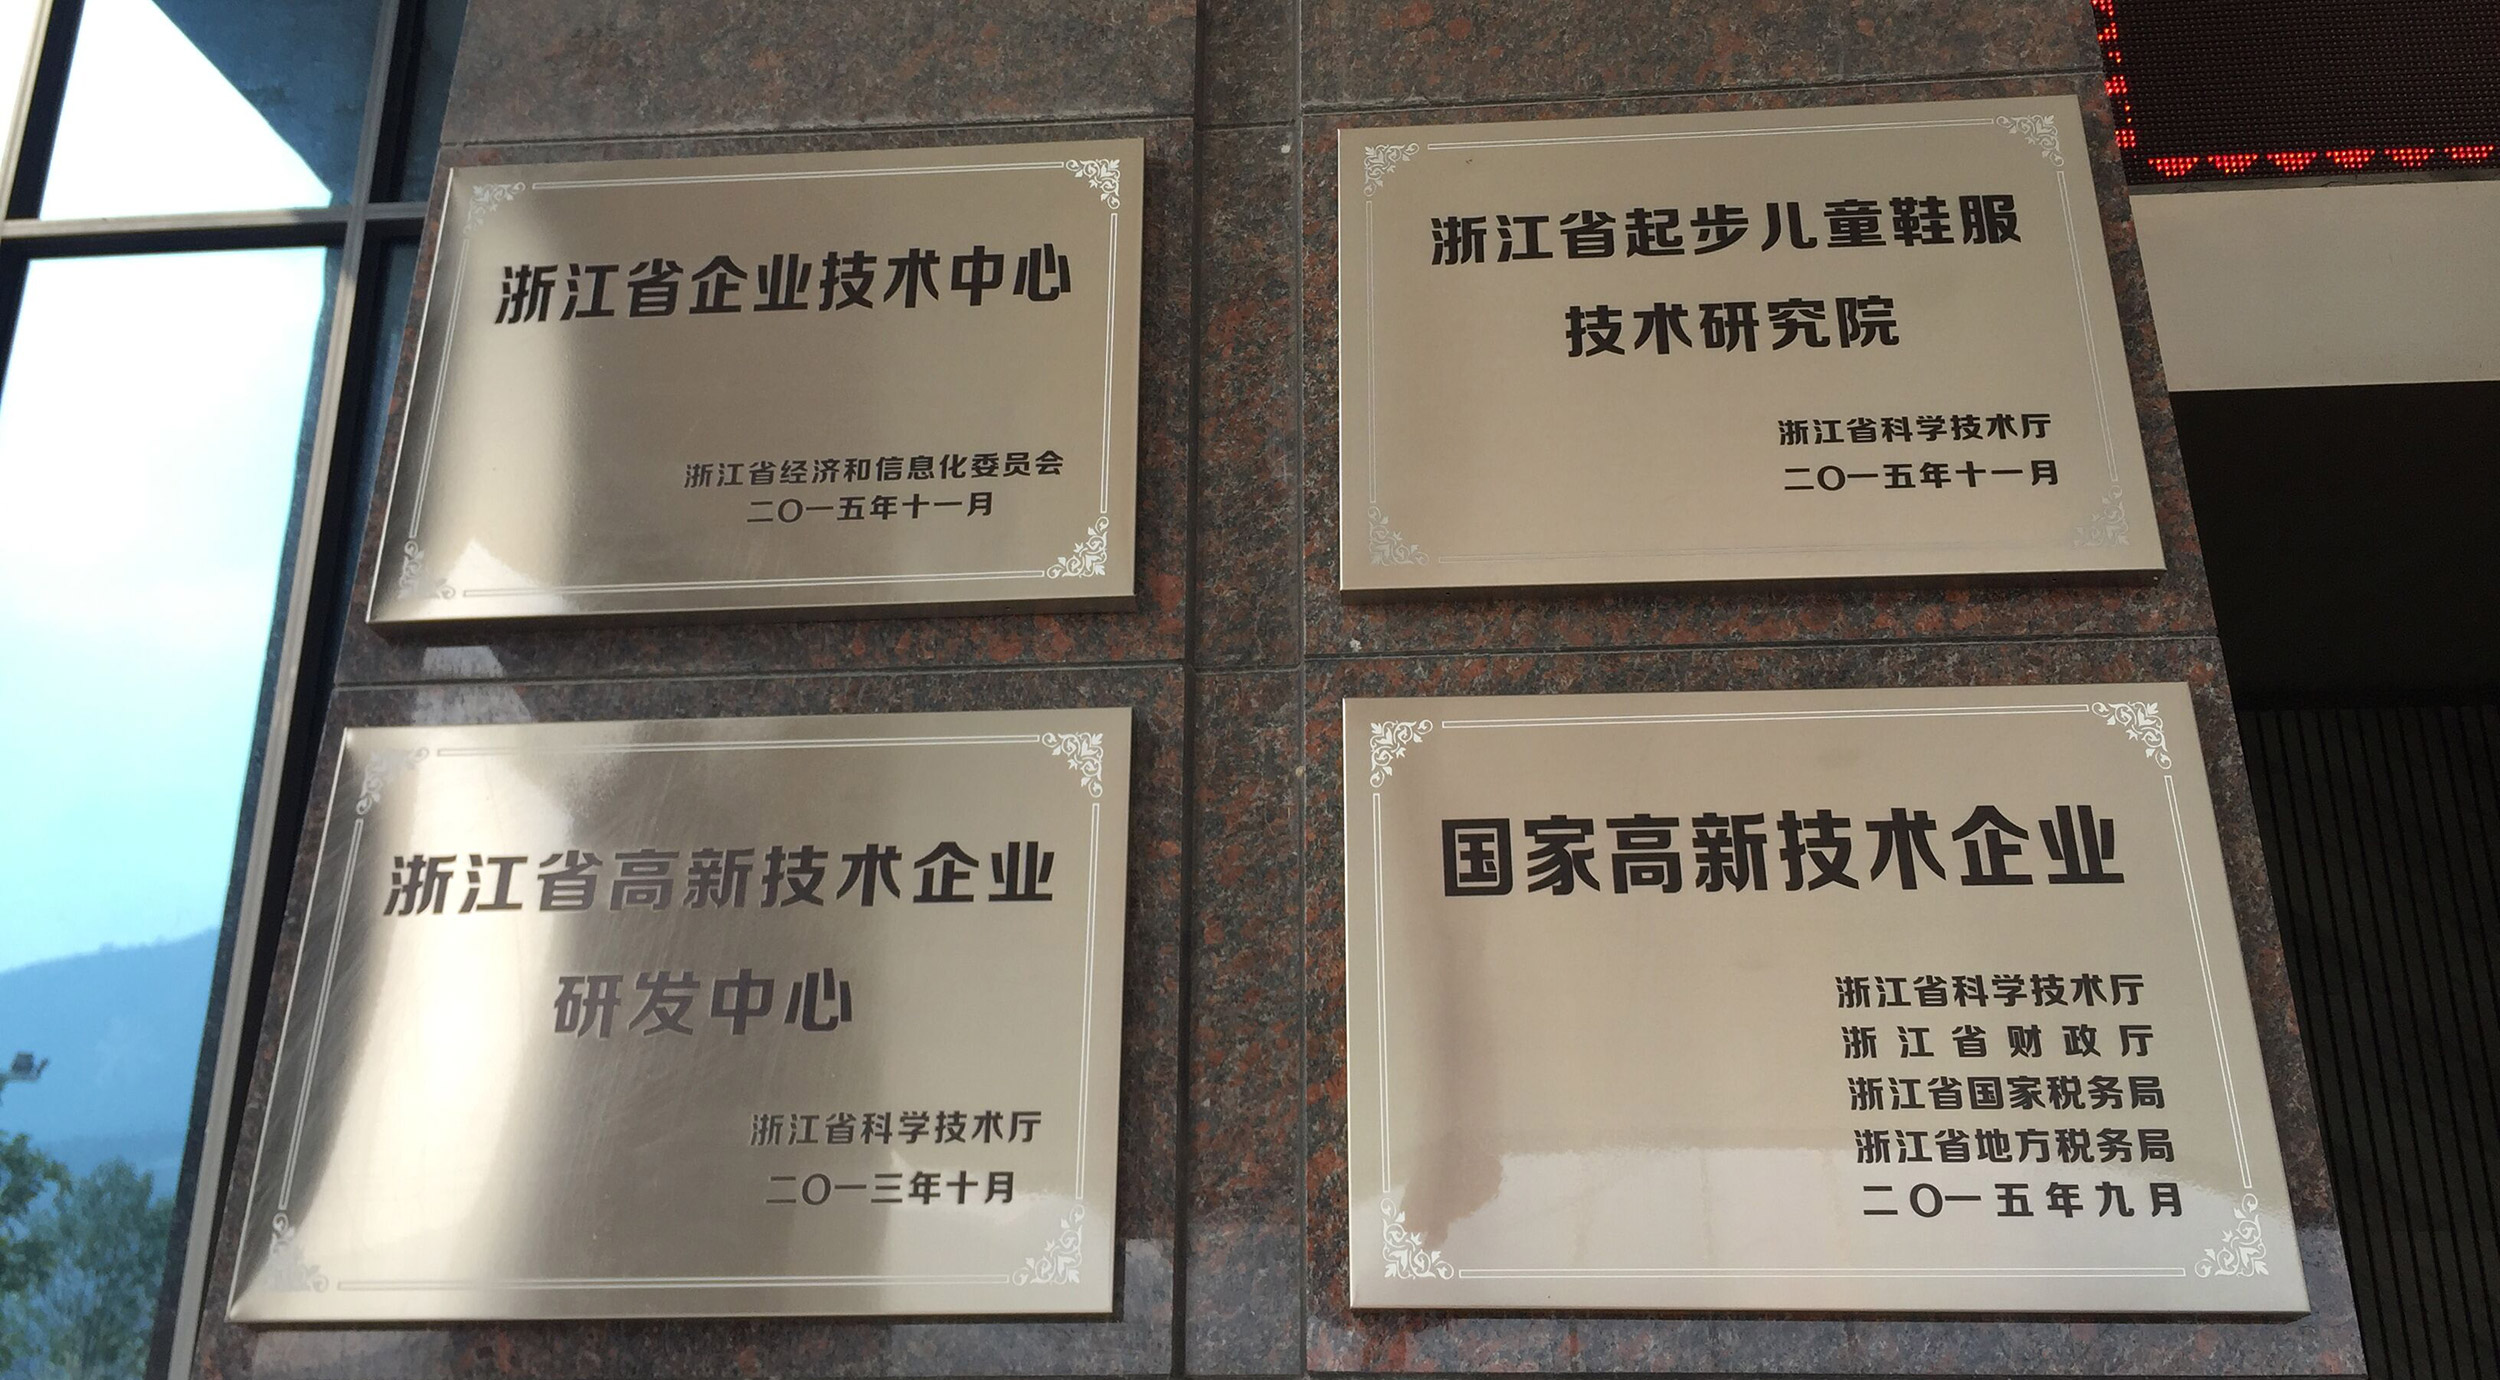 浙江省企业技术中心
浙江省经济和信息化委员会
二〇一五年十一月
浙江省起步儿童鞋服
技术研究院
浙江省科学技术厅
二〇一五年十一月
浙江省高新技术企业
研发中心
浙江省科学技术厅
二〇一三年十月
国家高新技术企业
浙江省科学技术厅
浙江省财政厅
浙江省国家税务局
浙江省地方税务局
二〇一五年九月